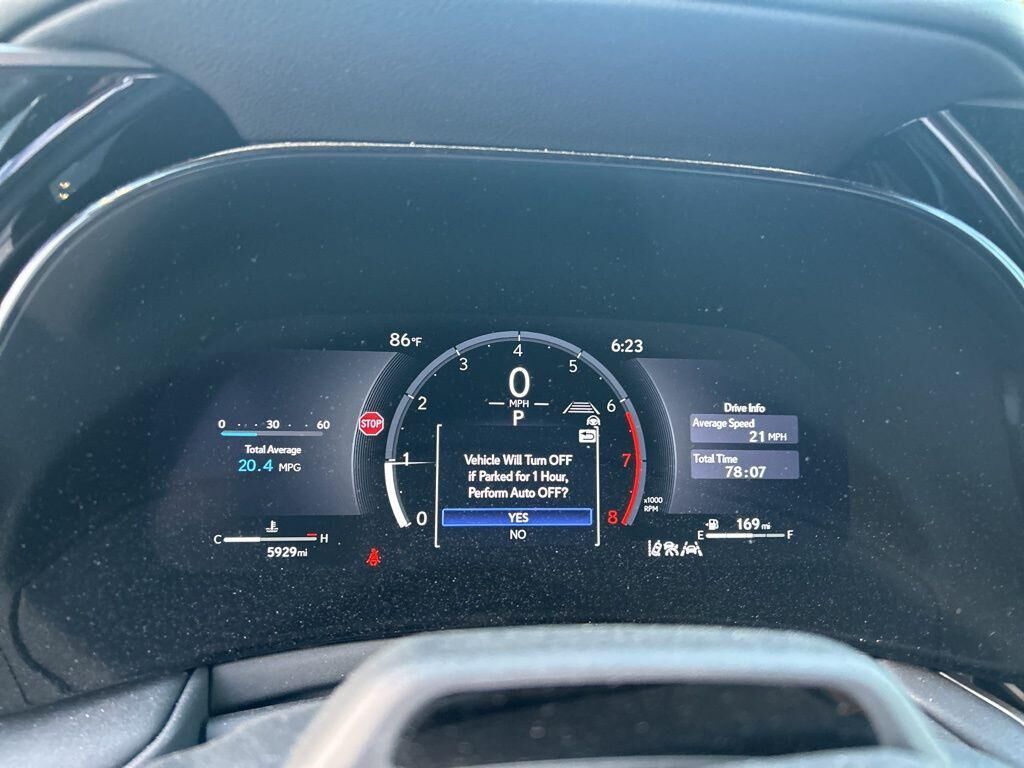 86°F
6:23
0 30 60
Total Average
20.4 MPG
STOP
0
1
2
3
4
5
6
7
8
x1000
RPM
0
MPH
P
Vehicle Will Turn OFF
if Parked for 1 Hour,
Perform Auto OFF?
YES
NO
Drive Info
Average Speed
21 MPH
Total Time
78:07
C H
5929 mi
169 mi
E F